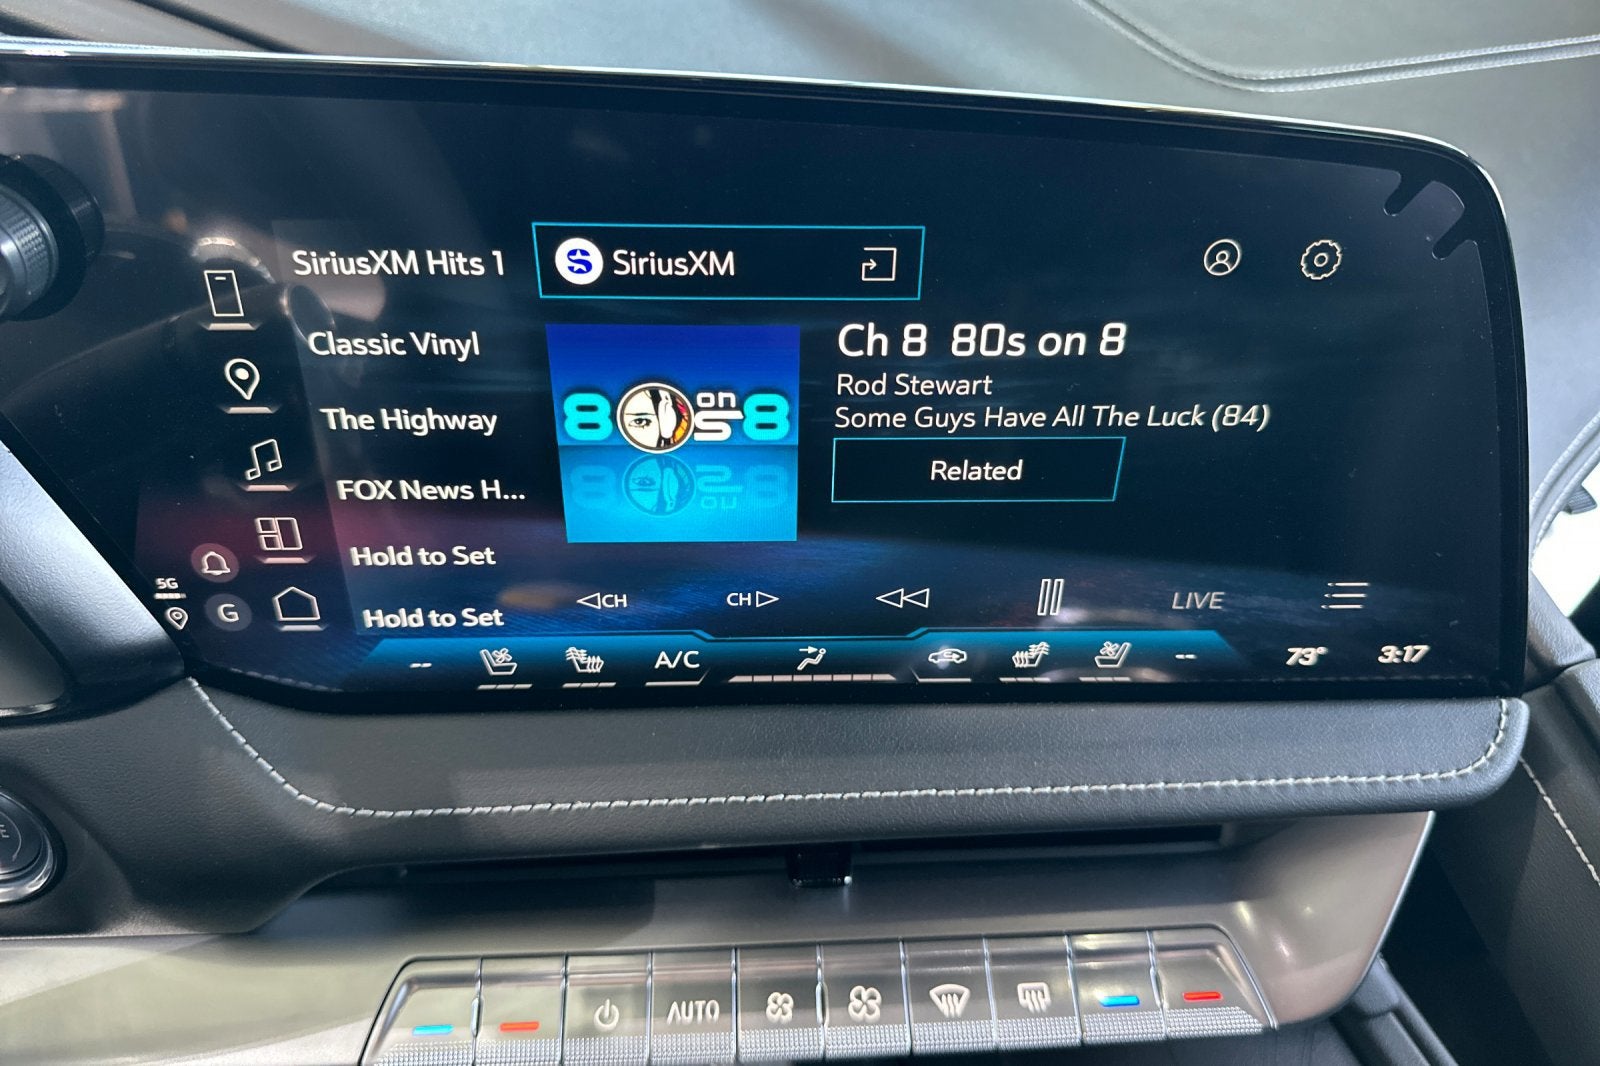 SiriusXM Hits 1
Classic Vinyl
The Highway
FOX News H...
Hold to Set
Hold to Set
5G
G
SiriusXM
80s on 8
Ch 8 80s on 8
Rod Stewart
Some Guys Have All The Luck (84)
Related
CH
CH
LIVE
--
A/C
--
73°
3:17
AUTO